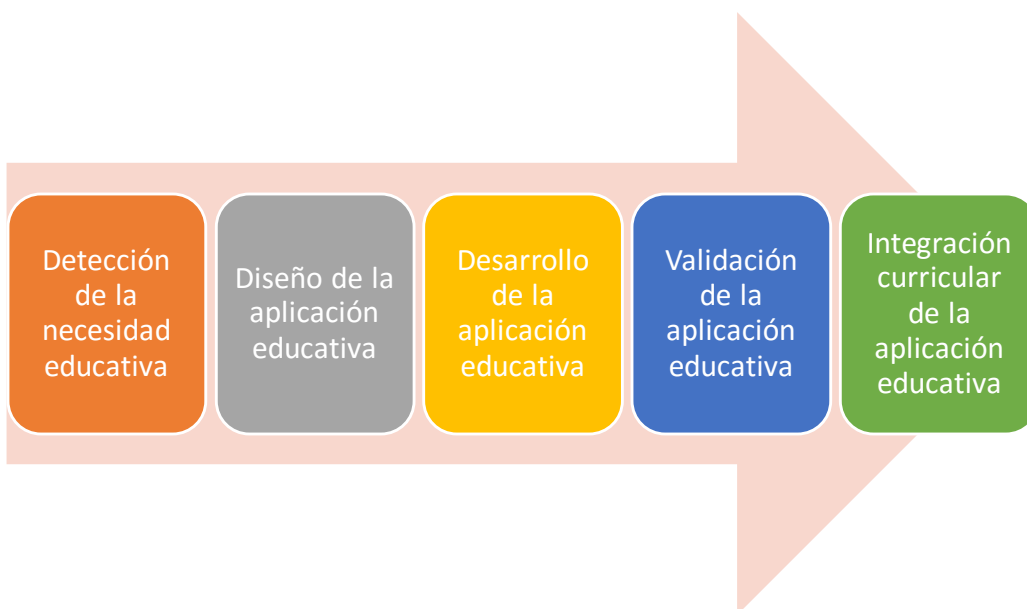 Detección
de la
necesidad
educativa
Diseño de la
aplicación
educativa
Desarrollo
de la
aplicación
educativa
Validación
de la
aplicación
educativa
Integración
curricular
de la
aplicación
educativa